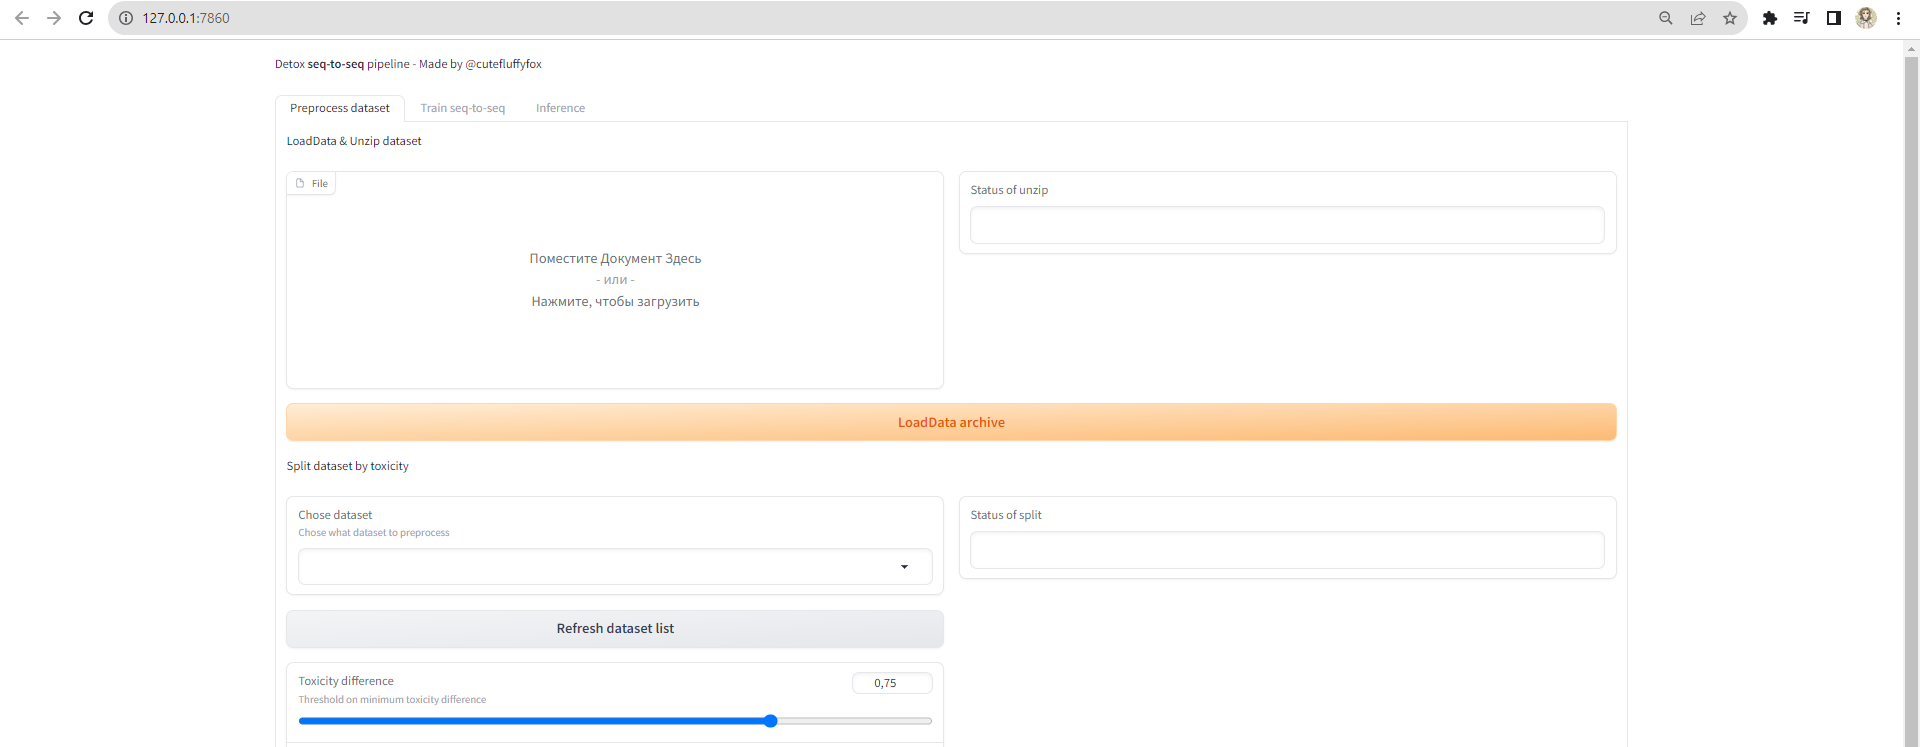 127.0.0.1:7860
Detox seq-to-seq pipeline - Made by @cutefluffyfox
Preprocess dataset
Train seq-to-seq
Inference
LoadData & Unzip dataset
File
Поместите Документ Здесь
- или -
Нажмите, чтобы загрузить
Status of unzip
LoadData archive
Split dataset by toxicity
Chose dataset
Chose what dataset to preprocess
Status of split
Refresh dataset list
Toxicity difference
0,75
Threshold on minimum toxicity difference